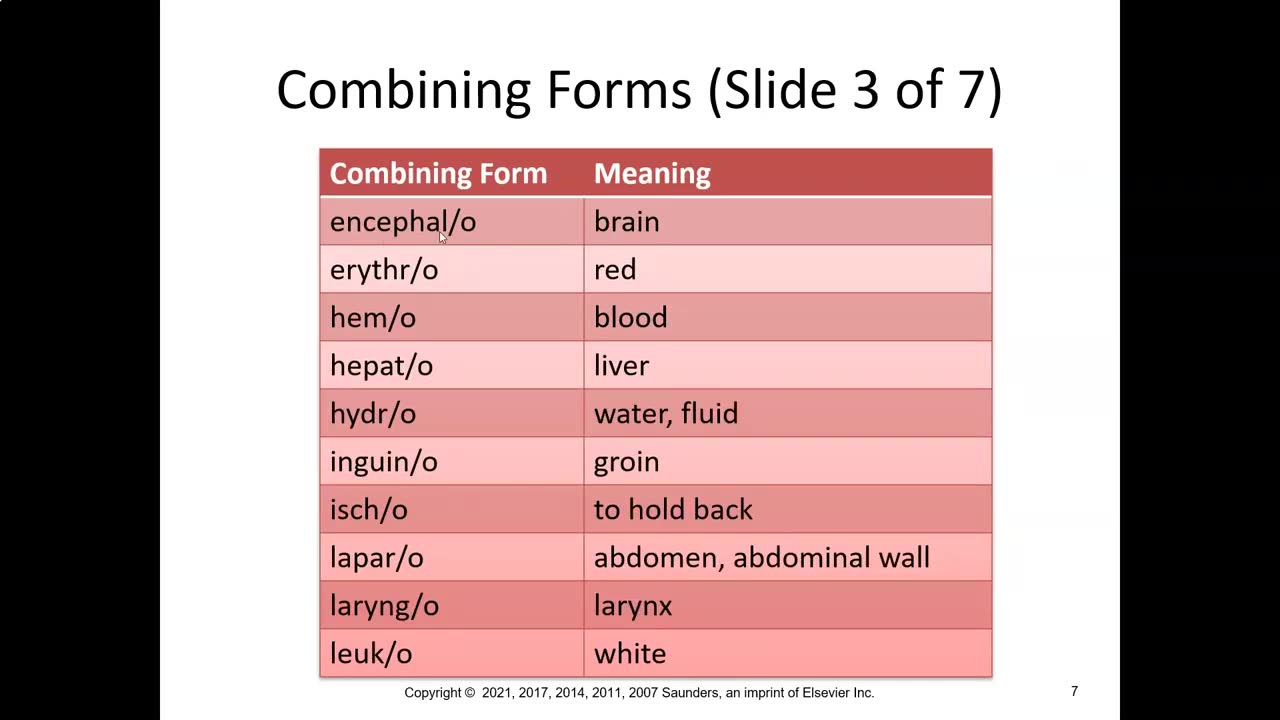 Combining Forms (Slide 3 of 7)
Combining Form Meaning
encephal/o brain
erythr/o red
hem/o blood
hepat/o liver
hydr/o water, fluid
inguin/o groin
isch/o to hold back
lapar/o abdomen, abdominal wall
laryng/o larynx
leuk/o white
Copyright © 2021, 2017, 2014, 2011, 2007 Saunders, an imprint of Elsevier Inc.
7